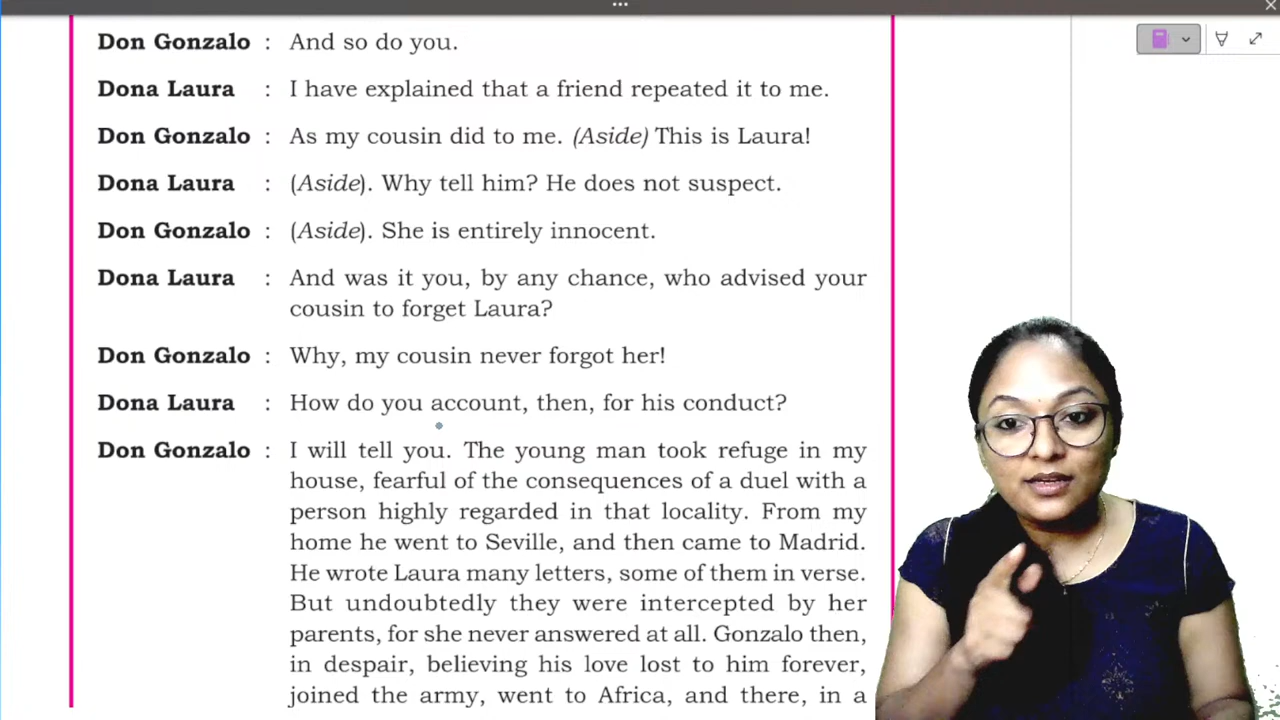 Don Gonzalo : And so do you.
Dona Laura : I have explained that a friend repeated it to me.
Don Gonzalo : As my cousin did to me. (Aside) This is Laura!
Dona Laura : (Aside). Why tell him? He does not suspect.
Don Gonzalo : (Aside). She is entirely innocent.
Dona Laura : And was it you, by any chance, who advised your
cousin to forget Laura?
Don Gonzalo : Why, my cousin never forgot her!
Dona Laura : How do you account, then, for his conduct?
Don Gonzalo : I will tell you. The young man took refuge in my
house, fearful of the consequences of a duel with a
person highly regarded in that locality. From my
home he went to Seville, and then came to Madrid.
He wrote Laura many letters, some of them in verse.
But undoubtedly they were intercepted by her
parents, for she never answered at all. Gonzalo then,
in despair, believing his love lost to him forever,
joined the army, went to Africa, and there, in a